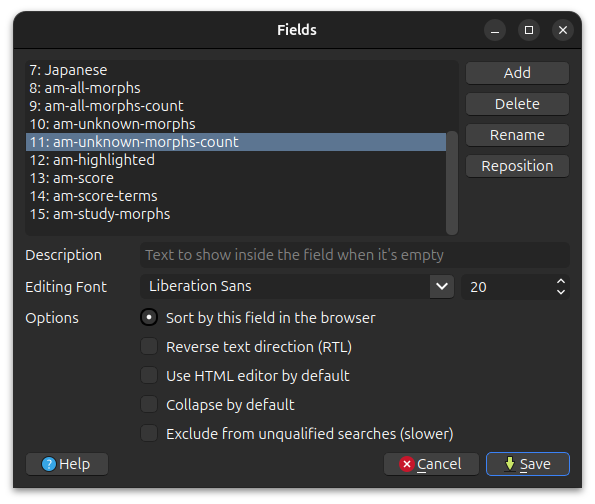 Fields
7: Japanese
8: am-all-morphs
9: am-all-morphs-count
10: am-unknown-morphs
11: am-unknown-morphs-count
12: am-highlighted
13: am-score
14: am-score-terms
15: am-study-morphs
Add
Delete
Rename
Reposition
Description Text to show inside the field when it's empty
Editing Font Liberation Sans 20
Options Sort by this field in the browser
Reverse text direction (RTL)
Use HTML editor by default
Collapse by default
Exclude from unqualified searches (slower)
Help Cancel Save